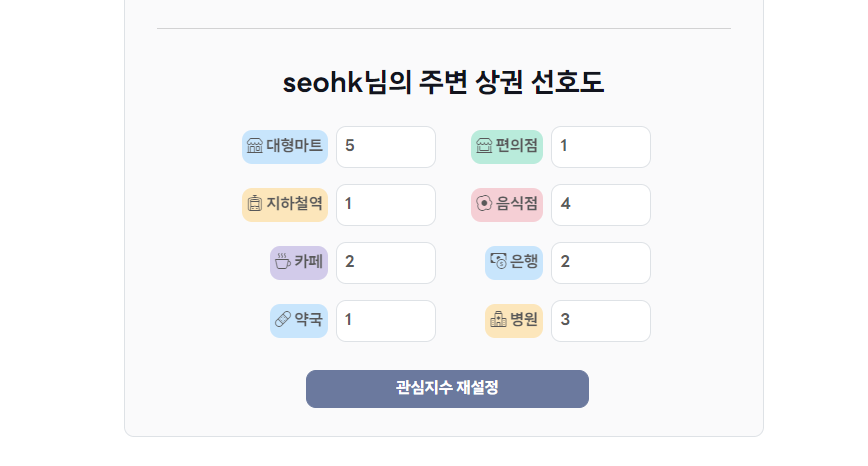 seohk님의 주변 상권 선호도
대형마트 5 편의점 1
지하철역 1 음식점 4
카페 2 은행 2
약국 1 병원 3
관심지수 재설정